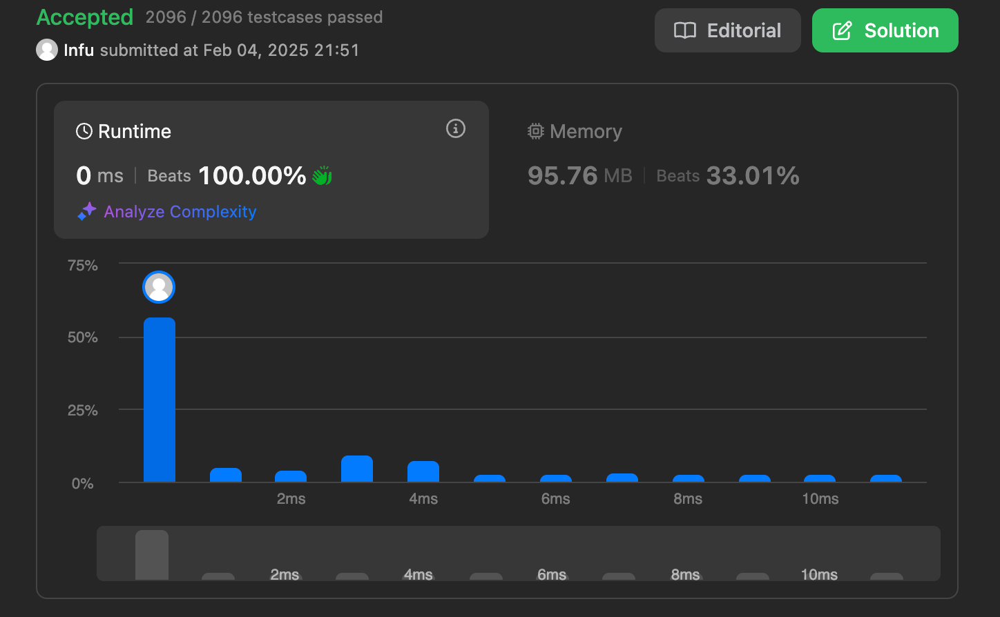 Accepted 2096 / 2096 testcases passed
Infu submitted at Feb 04, 2025 21:51
Editorial
Solution
Runtime
0 ms | Beats 100.00%
Analyze Complexity
Memory
95.76 MB | Beats 33.01%
75%
50%
25%
0%
2ms 4ms 6ms 8ms 10ms
2ms 4ms 6ms 8ms 10ms